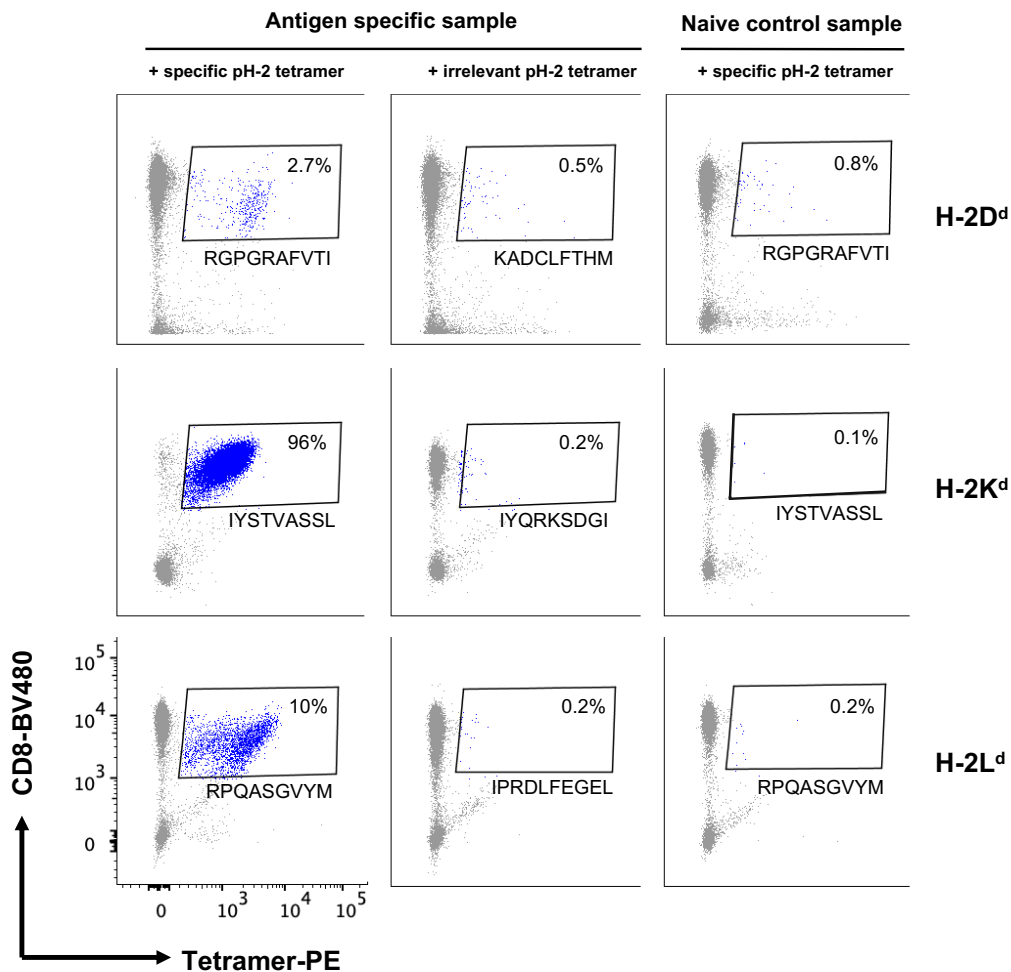 Antigen specific sample
Naive control sample
+ specific pH-2 tetramer
+ irrelevant pH-2 tetramer
+ specific pH-2 tetramer
2.7%
0.5%
0.8%
H-2Dᵈ
RGPGRAFVTI
KADCLFTHM
RGPGRAFVTI
96%
0.2%
0.1%
H-2Kᵈ
IYSTVASSL
IYQRKSDGI
IYSTVASSL
10⁵
10⁴
10³
0
10%
0.2%
0.2%
H-2Lᵈ
RPQASGVYM
IPRDLFEGEL
RPQASGVYM
CD8-BV480
0
10³
10⁴
10⁵
Tetramer-PE